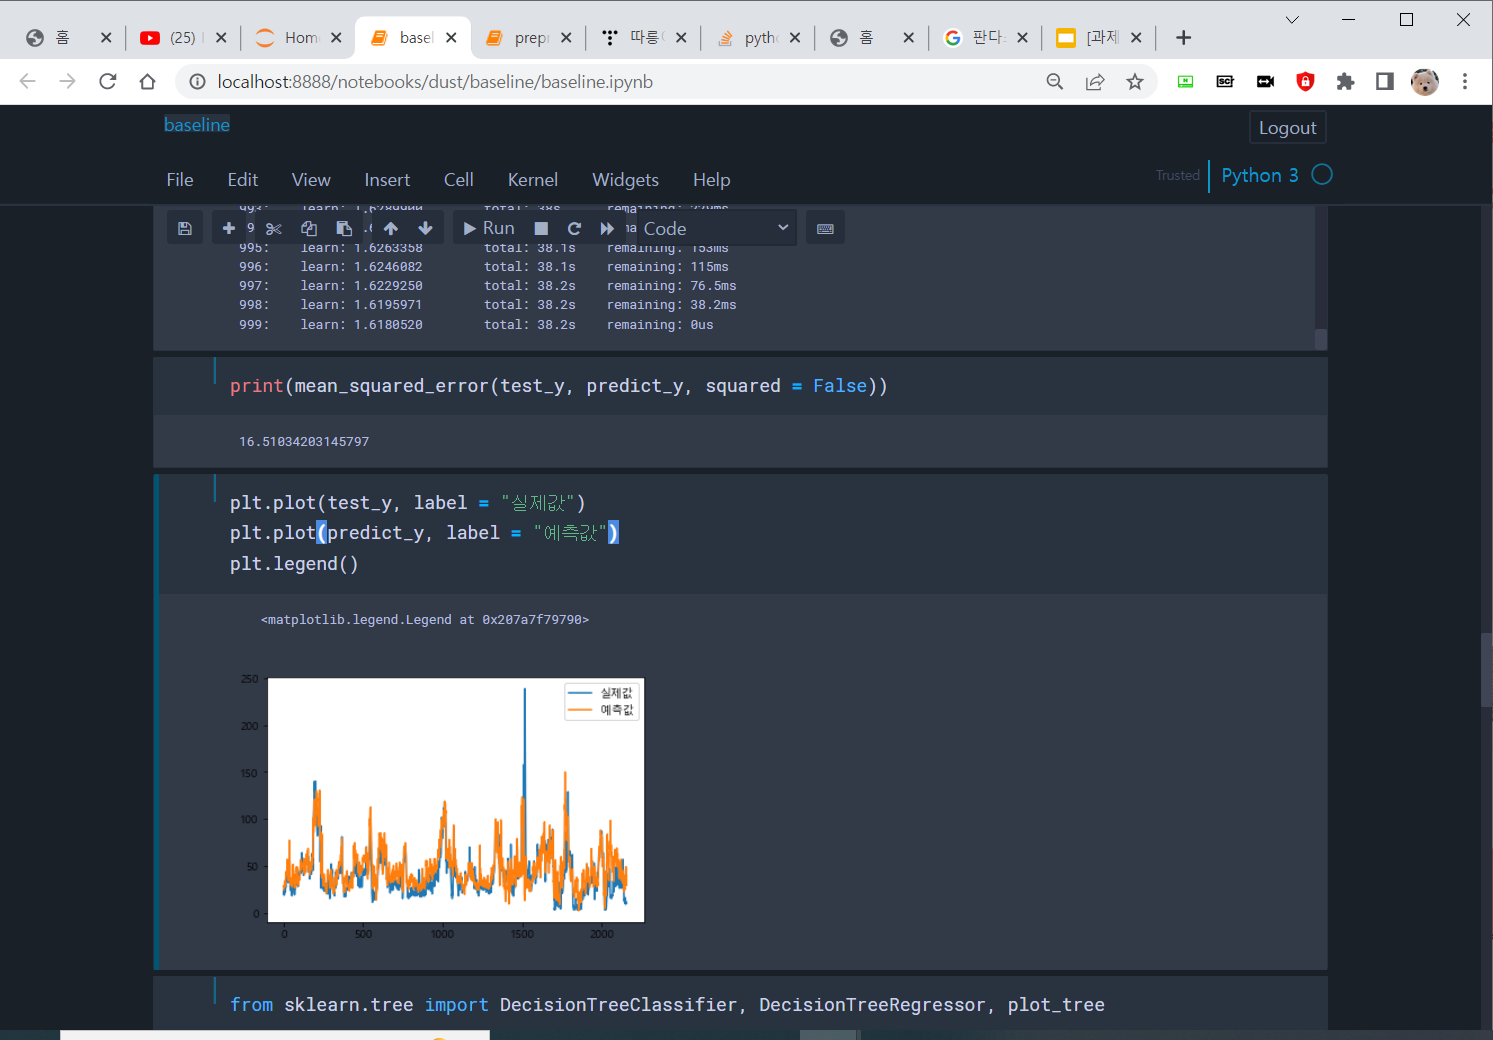 홈
(25)
Hom
basel
prepr
따릉이
pytho
홈
판다
[과제
localhost:8888/notebooks/dust/baseline/baseline.ipynb
baseline
Logout
File Edit View Insert Cell Kernel Widgets Help
Trusted Python 3
Run
Code
995: learn: 1.6263358 total: 38.1s remaining: 153ms
996: learn: 1.6246082 total: 38.1s remaining: 115ms
997: learn: 1.6229250 total: 38.2s remaining: 76.5ms
998: learn: 1.6195971 total: 38.2s remaining: 38.2ms
999: learn: 1.6180520 total: 38.2s remaining: 0us
print(mean_squared_error(test_y, predict_y, squared = False))
16.51034203145797
plt.plot(test_y, label = "실제값")
plt.plot(predict_y, label = "예측값")
plt.legend()
<matplotlib.legend.Legend at 0x207a7f79790>
250
200
150
100
50
0
실제값
예측값
0 500 1000 1500 2000
from sklearn.tree import DecisionTreeClassifier, DecisionTreeRegressor, plot_tree